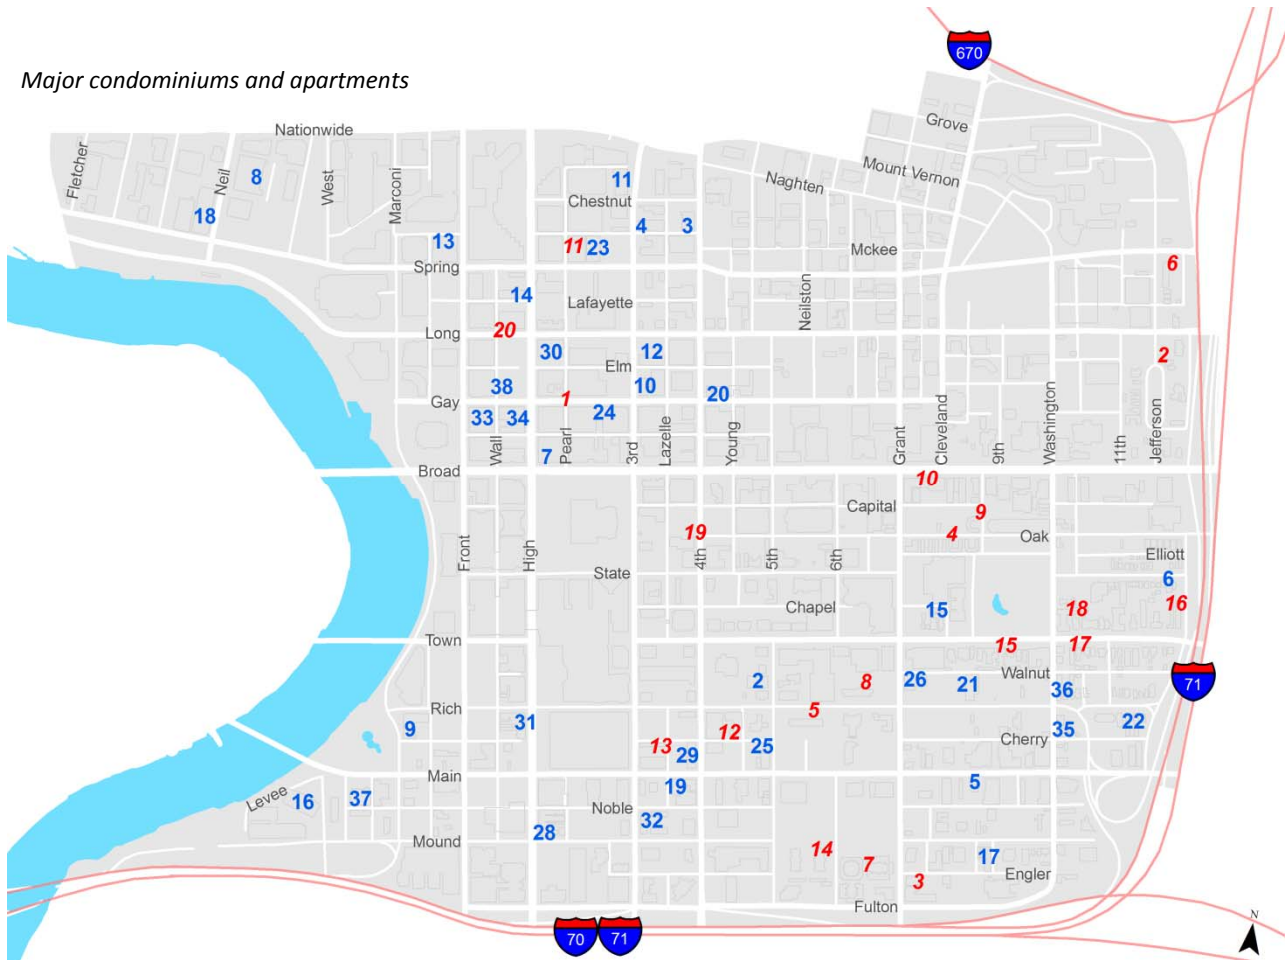 670
Major condominiums and apartments
Grove
Nationwide
Fletcher
Neil
8
West
Marconi
11
Naghten
Mount Vernon
Chestnut
18
4
3
13
11
23
Mckee
Spring
6
14
Lafayette
Neilston
20
Long
30
12
2
Elm
38
10
20
Gay
1
33
34
24
Wall
Pearl
3rd
Lazelle
Young
Grant
Cleveland
9th
Washington
11th
Jefferson
7
Broad
10
Capital
9
19
4
Oak
Front
High
4th
5th
6th
Elliott
State
6
Chapel
15
18
16
Town
15
17
2
8
26
21
Walnut
36
71
Rich
5
9
31
12
35
22
13
25
Cherry
29
Main
5
19
Levee
16
37
Noble
32
28
Mound
14
17
7
3
Engler
Fulton
70
71
N